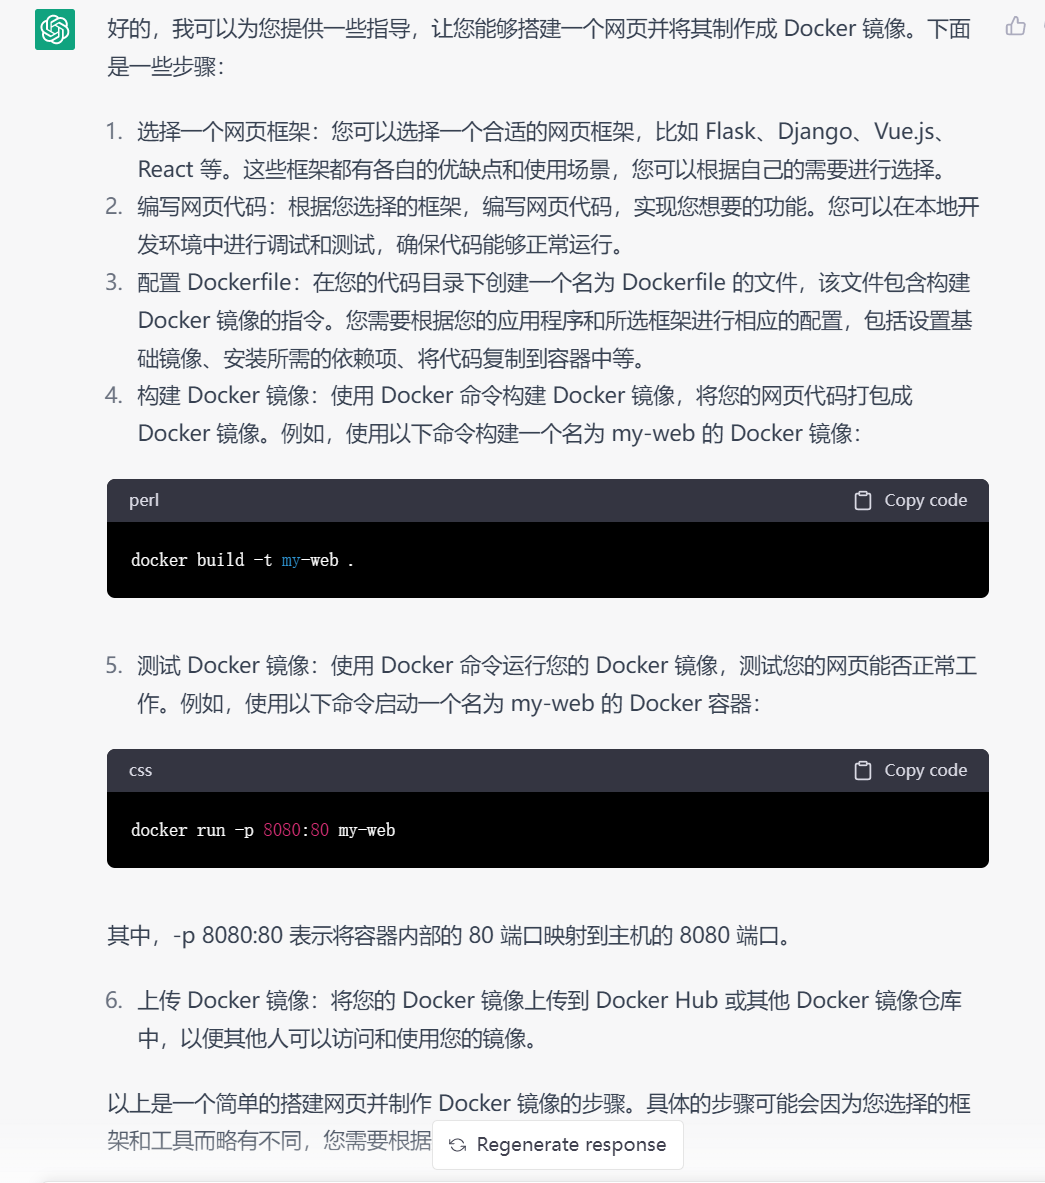 好的，我可以为您提供一些指导，让您能够搭建一个网页并将其制作成 Docker 镜像。下面
是一些步骤：
1. 选择一个网页框架：您可以选择一个合适的网页框架，比如 Flask、Django、Vue.js、
React 等。这些框架都有各自的优缺点和使用场景，您可以根据自己的需要进行选择。
2. 编写网页代码：根据您选择的框架，编写网页代码，实现您想要的功能。您可以在本地开
发环境中进行调试和测试，确保代码能够正常运行。
3. 配置 Dockerfile：在您的代码目录下创建一个名为 Dockerfile 的文件，该文件包含构建
Docker 镜像的指令。您需要根据您的应用程序和所选框架进行相应的配置，包括设置基
础镜像、安装所需的依赖项、将代码复制到容器中等。
4. 构建 Docker 镜像：使用 Docker 命令构建 Docker 镜像，将您的网页代码打包成
Docker 镜像。例如，使用以下命令构建一个名为 my-web 的 Docker 镜像：
perl Copy code
docker build -t my-web .
5. 测试 Docker 镜像：使用 Docker 命令运行您的 Docker 镜像，测试您的网页能否正常工
作。例如，使用以下命令启动一个名为 my-web 的 Docker 容器：
css Copy code
docker run -p 8080:80 my-web
其中，-p 8080:80 表示将容器内部的 80 端口映射到主机的 8080 端口。
6. 上传 Docker 镜像：将您的 Docker 镜像上传到 Docker Hub 或其他 Docker 镜像仓库
中，以便其他人可以访问和使用您的镜像。
以上是一个简单的搭建网页并制作 Docker 镜像的步骤。具体的步骤可能会因为您选择的框
架和工具而略有不同，您需要根据
Regenerate response